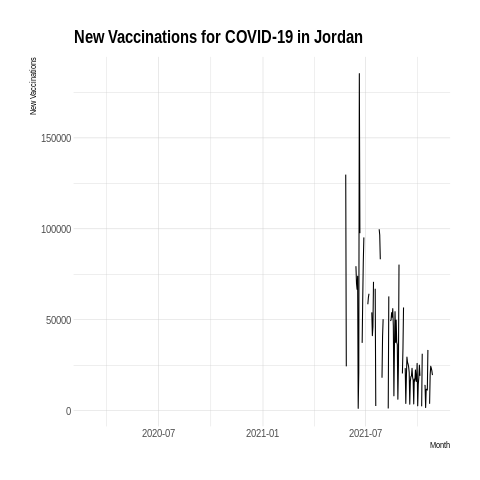 New Vaccinations for COVID-19 in Jordan
New Vaccinations
150000
100000
50000
0
2020-07 2021-01 2021-07
Month